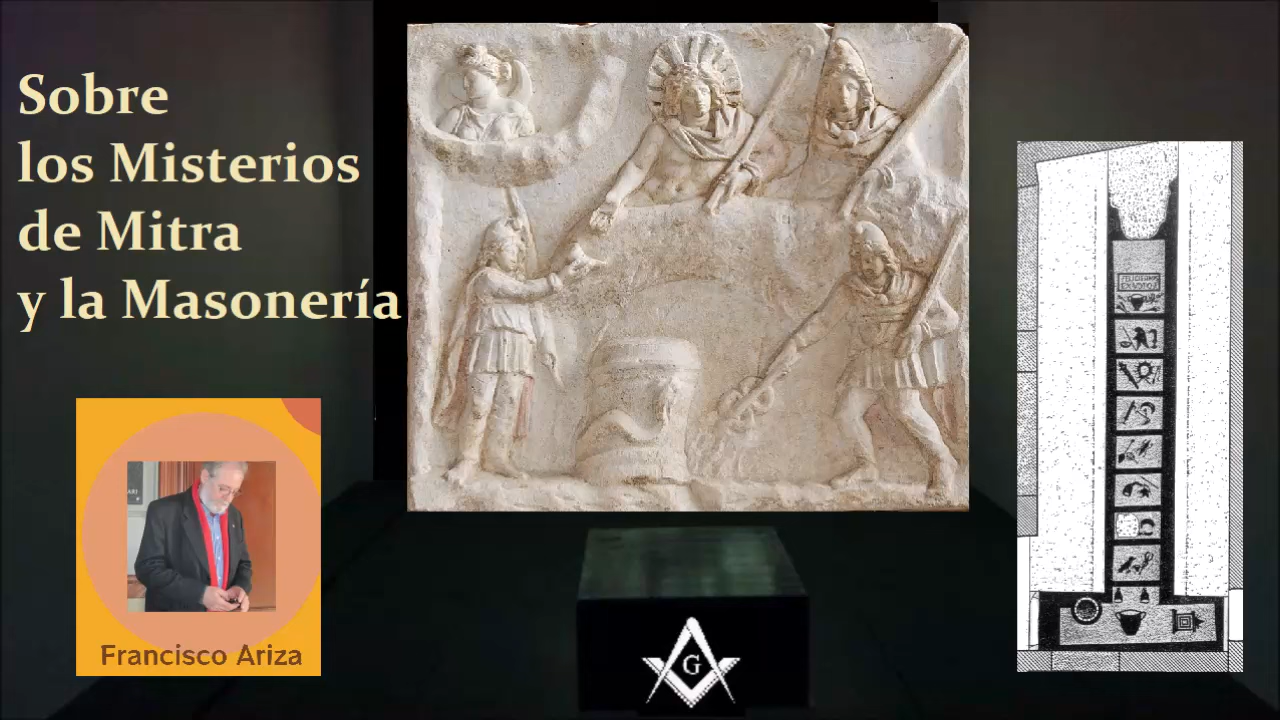 Sobre
los Misterios
de Mitra
y la Masonería
Francisco Ariza
G